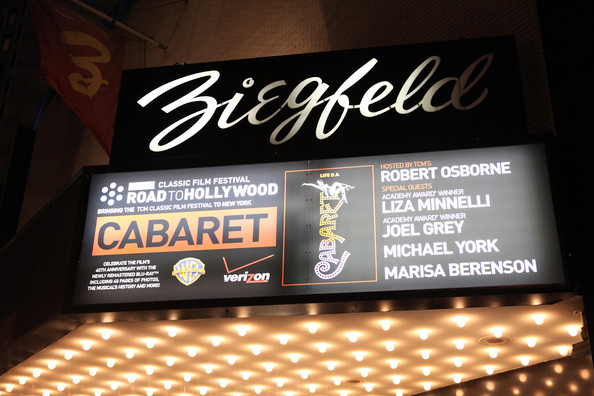 Ziegfeld
CLASSIC FILM FESTIVAL
ROAD TO HOLLYWOOD
BRINGING THE TCM CLASSIC FILM FESTIVAL TO NEW YORK
CABARET
CELEBRATE THE FILM'S
40TH ANNIVERSARY WITH THE
NEWLY REMASTERED BLU-RAY™
INCLUDING 40 PAGES OF PHOTOS,
THE MUSICAL'S HISTORY AND MORE!
WB
verizon
LIFE IS A
CABARET
HOSTED BY TCM'S
ROBERT OSBORNE
SPECIAL GUESTS
ACADEMY AWARD® WINNER
LIZA MINNELLI
ACADEMY AWARD® WINNER
JOEL GREY
MICHAEL YORK
MARISA BERENSON